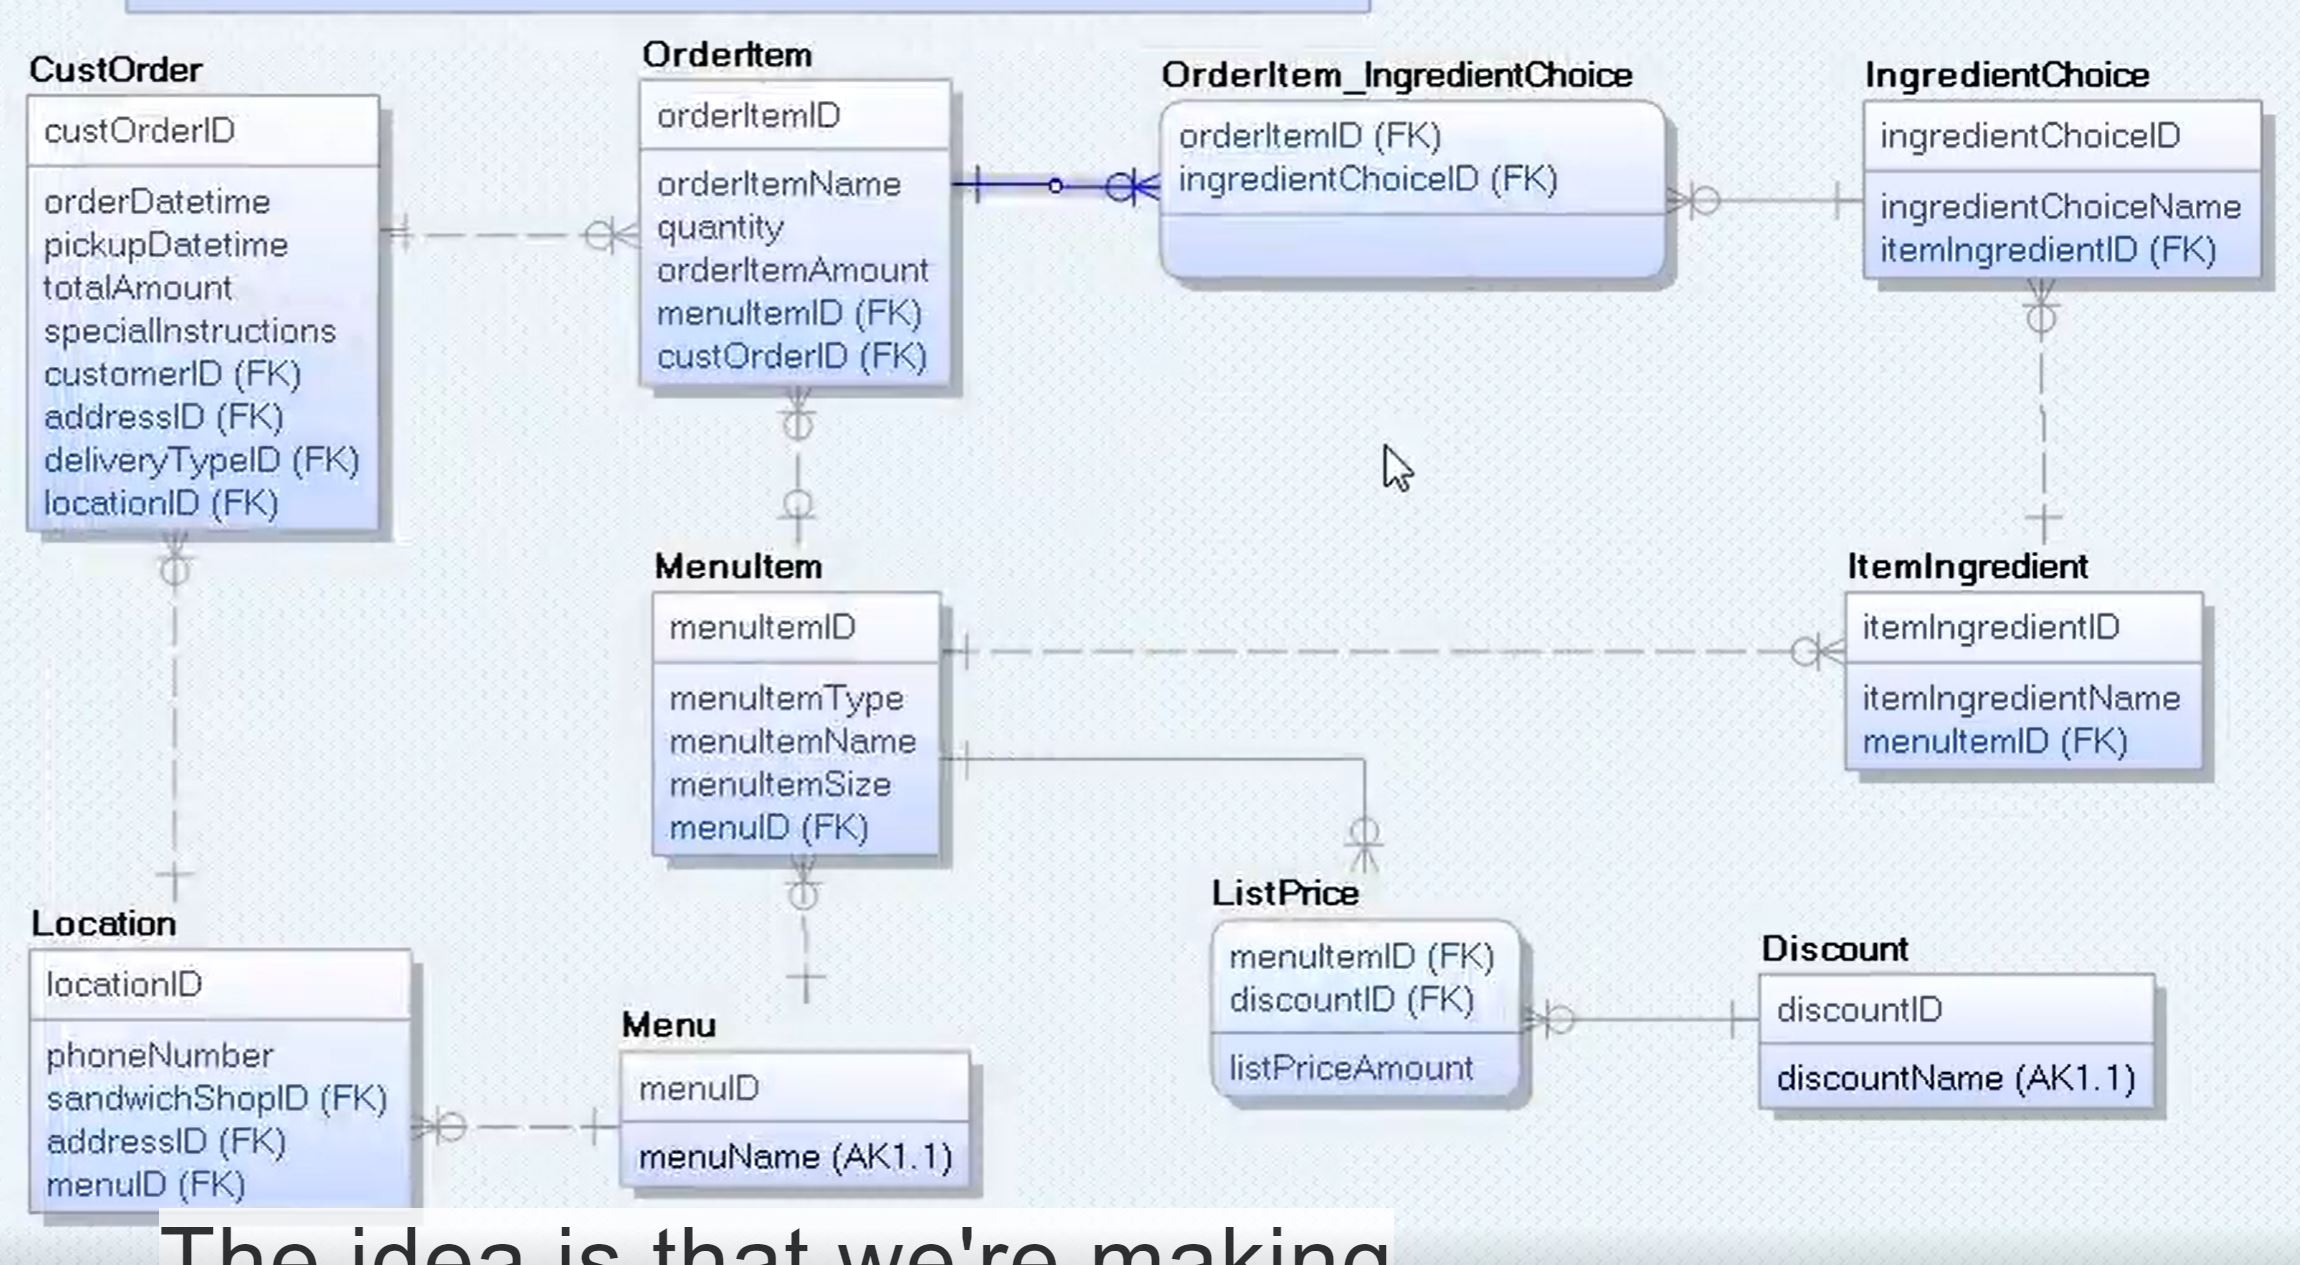 CustOrder
custOrderID
orderDatetime
pickupDatetime
totalAmount
specialInstructions
customerID (FK)
addressID (FK)
deliveryTypeID (FK)
locationID (FK)
OrderItem
orderItemID
orderItemName
quantity
orderItemAmount
menuItemID (FK)
custOrderID (FK)
OrderItem_IngredientChoice
orderItemID (FK)
ingredientChoiceID (FK)
IngredientChoice
ingredientChoiceID
ingredientChoiceName
itemIngredientID (FK)
MenuItem
menuItemID
menuItemType
menuItemName
menuItemSize
menuID (FK)
ItemIngredient
itemIngredientID
itemIngredientName
menuItemID (FK)
Location
locationID
phoneNumber
sandwichShopID (FK)
addressID (FK)
menuID (FK)
Menu
menuID
menuName (AK1.1)
ListPrice
menuItemID (FK)
discountID (FK)
listPriceAmount
Discount
discountID
discountName (AK1.1)
The idea is that we're making